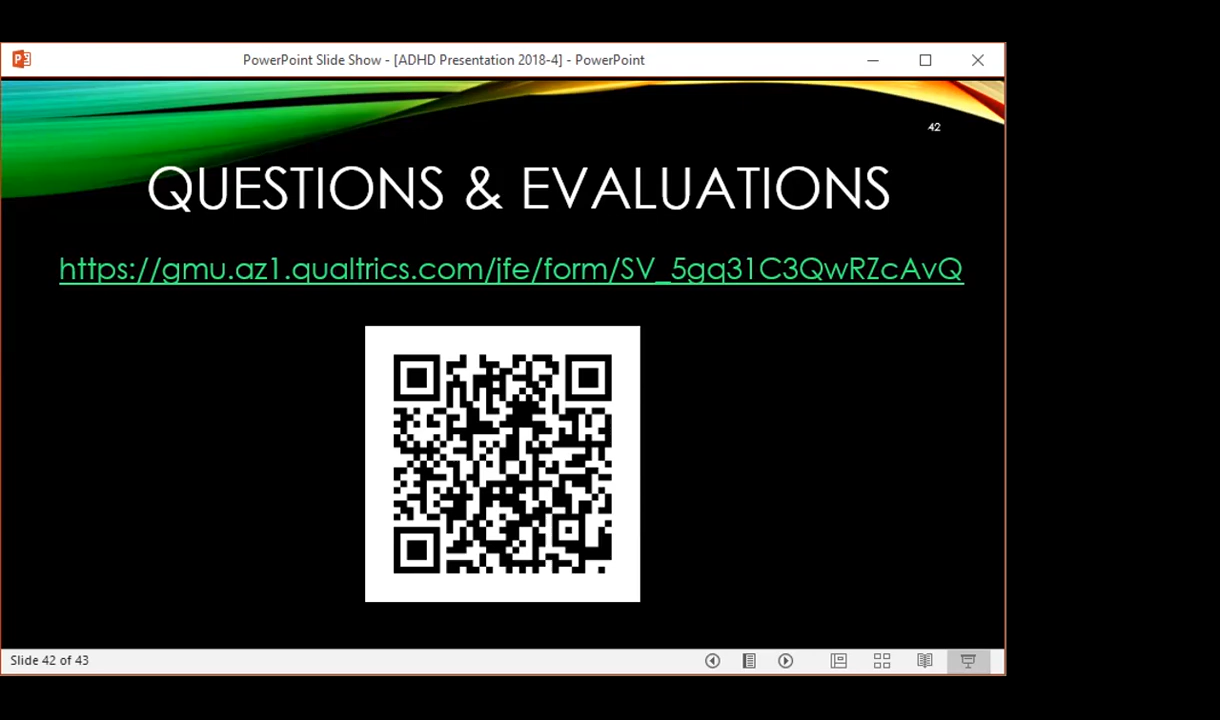 PowerPoint Slide Show - [ADHD Presentation 2018-4] - PowerPoint
42
QUESTIONS & EVALUATIONS
https://gmu.az1.qualtrics.com/jfe/form/SV_5gq31C3QwRZcAvQ
Slide 42 of 43